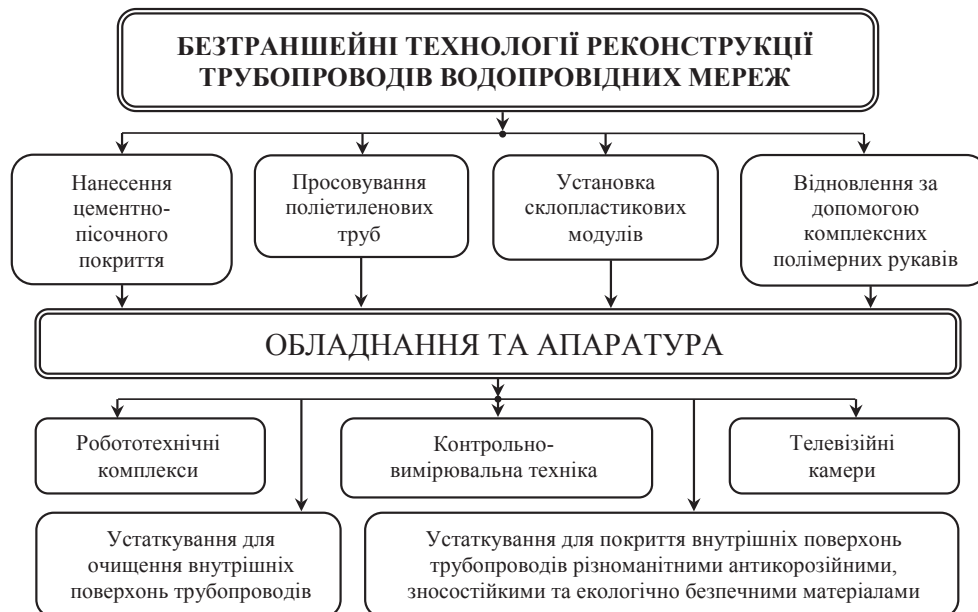 БЕЗТРАНШЕЙНІ ТЕХНОЛОГІЇ РЕКОНСТРУКЦІЇ
ТРУБОПРОВОДІВ ВОДОПРОВІДНИХ МЕРЕЖ
Нанесення
цементно-
пісочного
покриття
Просовування
поліетиленових
труб
Установка
склопластикових
модулів
Відновлення за
допомогою
комплексних
полімерних рукавів
ОБЛАДНАННЯ ТА АПАРАТУРА
Робототехнічні
комплекси
Контрольно-
вимірювальна техніка
Телевізійні
камери
Устаткування для
очищення внутрішніх
поверхонь трубопроводів
Устаткування для покриття внутрішніх поверхонь
трубопроводів різноманітними антикорозійними,
зносостійкими та екологічно безпечними матеріалами